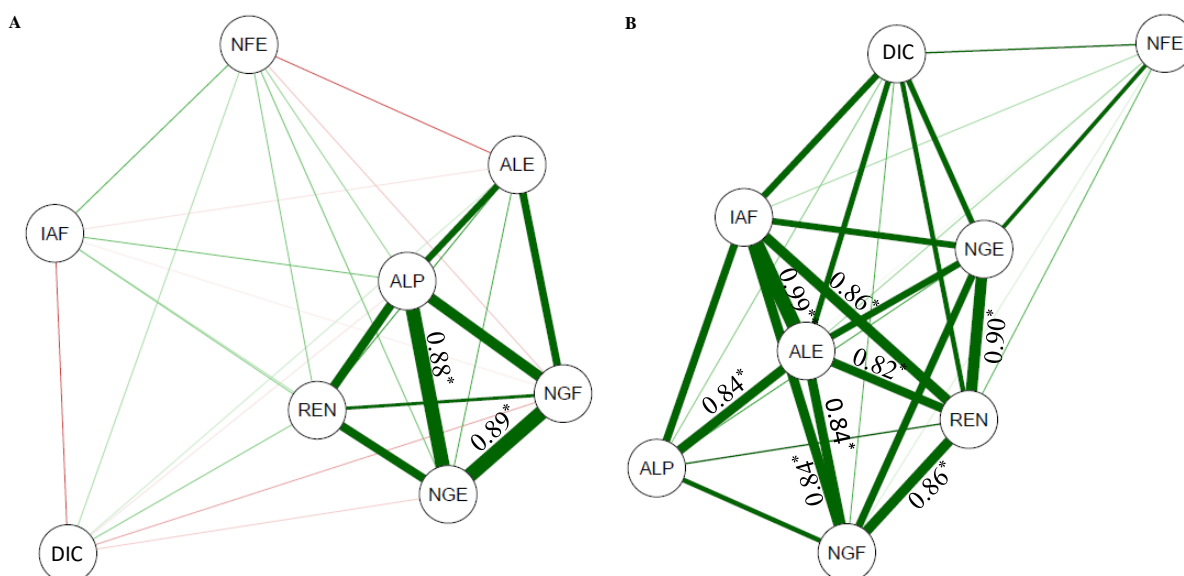 A
NFE
ALE
IAF
ALP
0.88*
REN
NGF
0.89*
NGE
DIC
B
DIC
NFE
IAF
NGE
0.99*
0.86*
0.90*
ALE
0.82*
0.84*
REN
0.84*
ALP
0.84*
0.86*
NGF